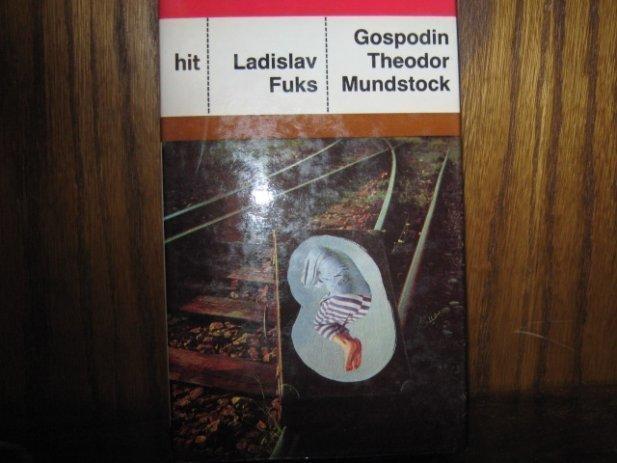 hit
Ladislav
Fuks
Gospodin
Theodor
Mundstock